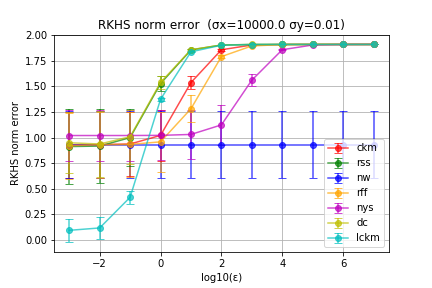 RKHS norm error (σx=10000.0 σy=0.01)
2.00
1.75
1.50
1.25
1.00
0.75
0.50
0.25
0.00
RKHS norm error
ckm
rss
nw
rff
nys
dc
lckm
−2 0 2 4 6
log10(ε)